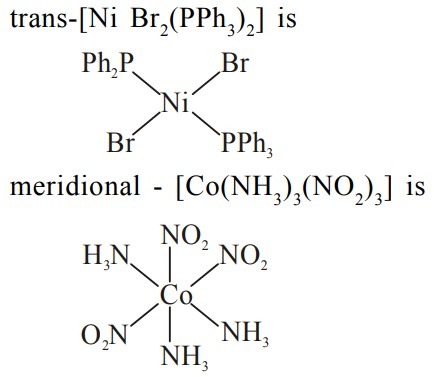 trans-[Ni Br₂(PPh₃)₂] is
Ph₂P Br
Ni
Br PPh₃
meridional - [Co(NH₃)₃(NO₂)₃] is
NO₂
H₃N NO₂
Co
O₂N NH₃
NH₃